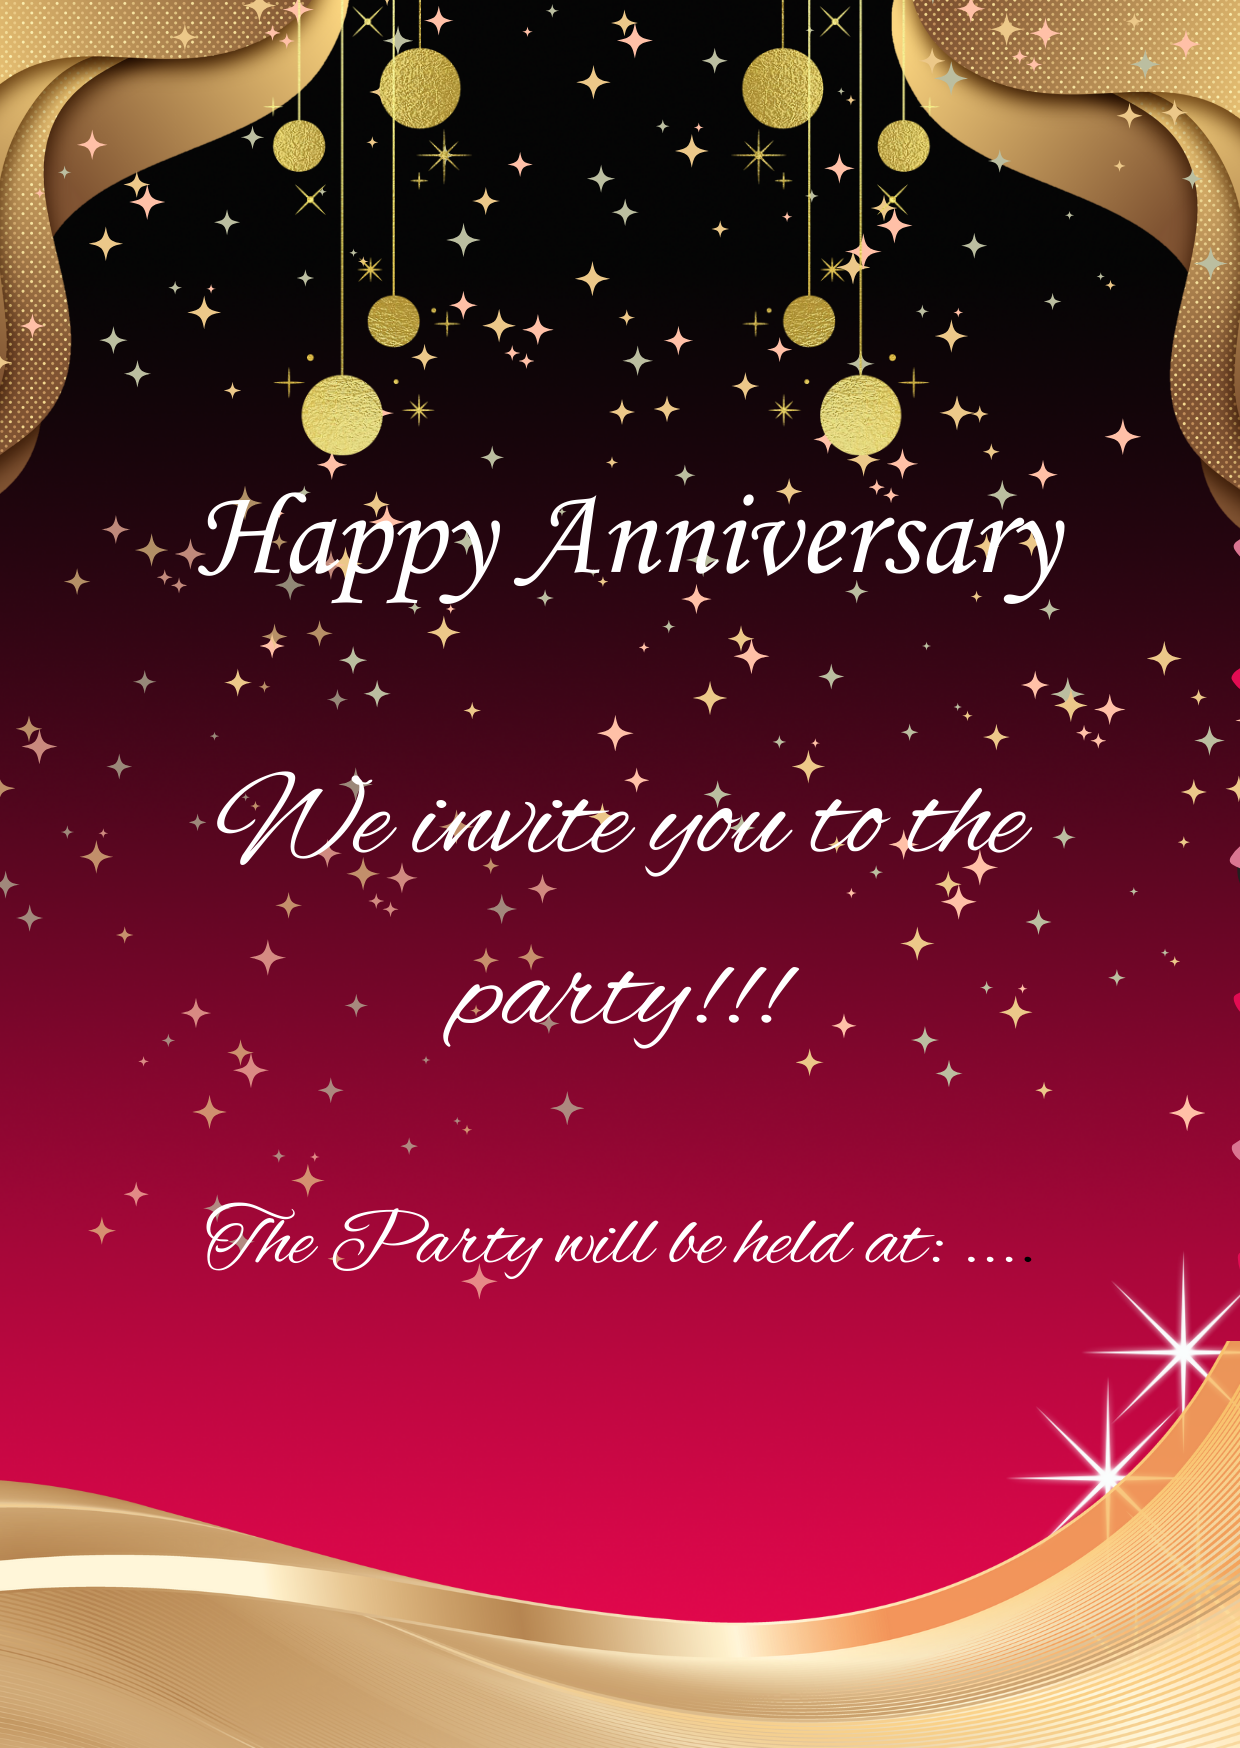 Happy Anniversary
We invite you to the
party!!!
The Party will be held at: ....